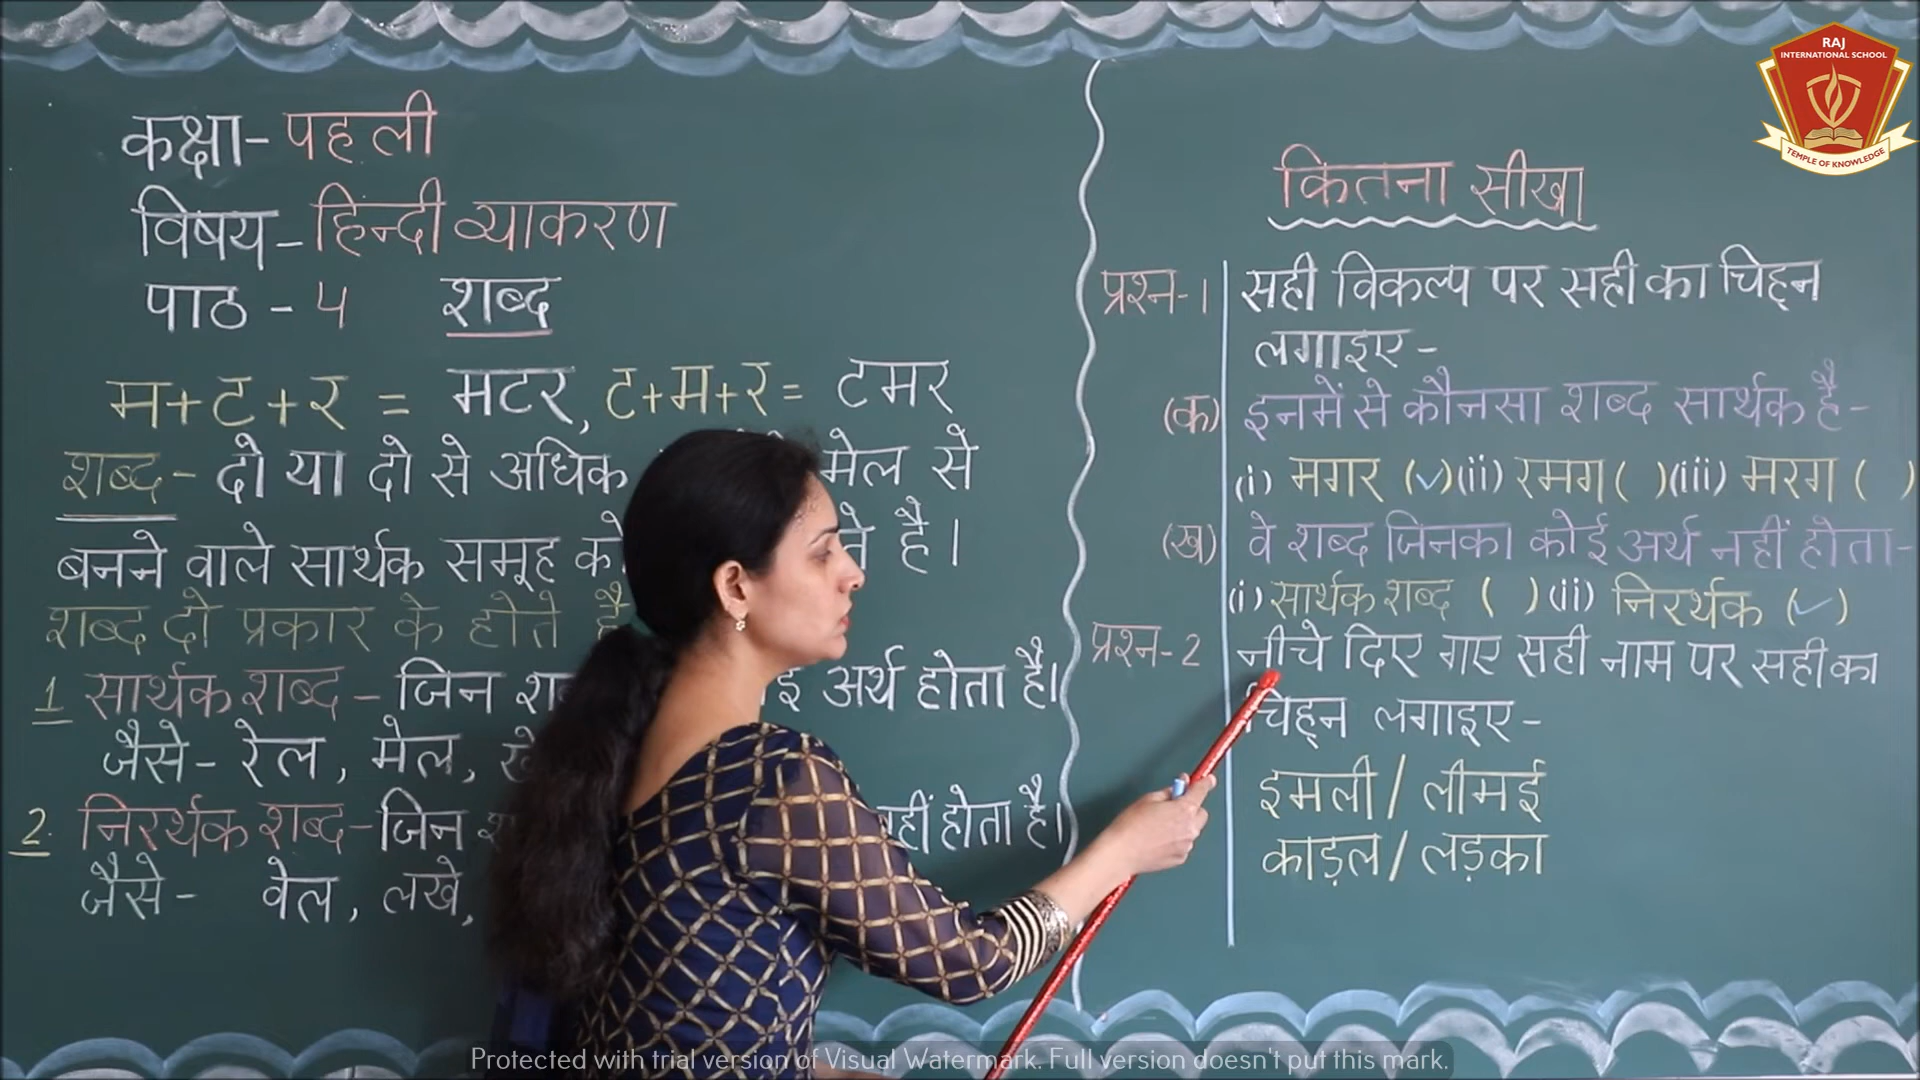 कक्षा- पहली
विषय- हिन्दी व्याकरण
पाठ - 4 शब्द
म+ट+र = मटर, ट+म+र= टमर
शब्द- दो या दो से अधिक मेल से
बनने वाले सार्थक समूह को है।
शब्द दो प्रकार के होते है
1 सार्थक शब्द- जिन अर्थ होता है।
जैसे- रेल, मेल,
2. निरर्थक शब्द-जिन नहीं होता है।
जैसे- वेल, लखे,
कितना सीखा
प्रश्न-1 सही विकल्प पर सही का चिह्न
लगाइए-
(क) इनमें से कौनसा शब्द सार्थक है-
(i) मगर (✓) (ii) रमग ( ) (iii) मरग ( )
(ख) वे शब्द जिनका कोई अर्थ नहीं होता-
(i) सार्थक शब्द ( ) (ii) निरर्थक (✓)
प्रश्न-2 नीचे दिए गए सही नाम पर सही का
चिह्न लगाइए-
इमली / लीमई
काड़ल / लड़का
RAJ
INTERNATIONAL SCHOOL
TEMPLE OF KNOWLEDGE
Protected with trial version of Visual Watermark. Full version doesn't put this mark.